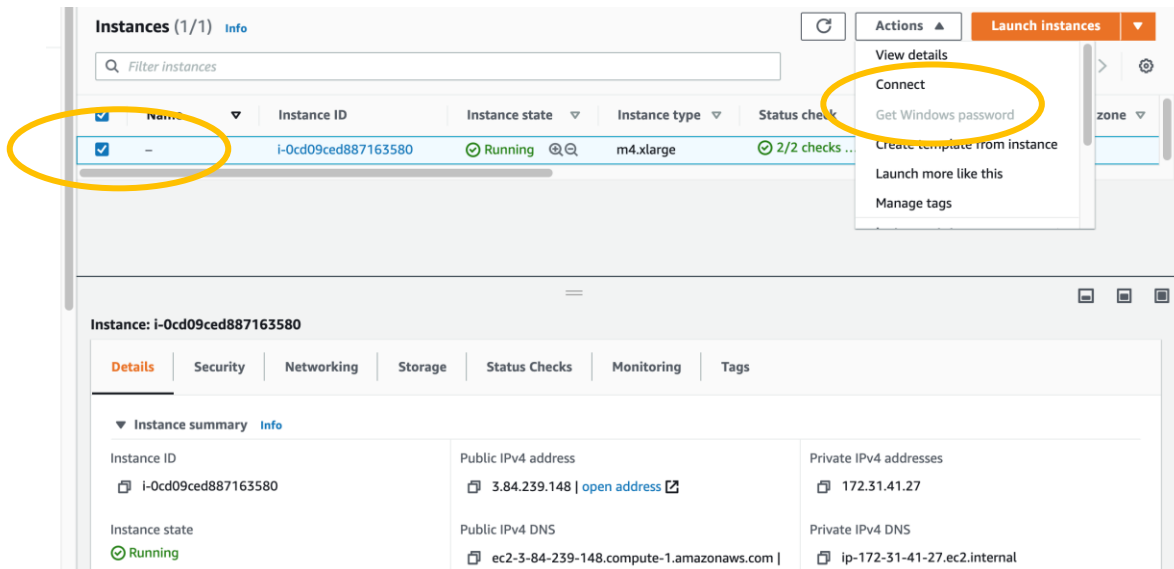 Instances (1/1) Info
Actions ▲
Launch instances ▼
Filter instances
View details
Connect
Get Windows password
Create template from instance
Launch more like this
Manage tags
Name Instance ID Instance state Instance type Status check zone
– i-0cd09ced887163580 Running m4.xlarge 2/2 checks ...
Instance: i-0cd09ced887163580
Details Security Networking Storage Status Checks Monitoring Tags
▼ Instance summary Info
Instance ID Public IPv4 address Private IPv4 addresses
i-0cd09ced887163580 3.84.239.148 | open address 172.31.41.27
Instance state Public IPv4 DNS Private IPv4 DNS
Running ec2-3-84-239-148.compute-1.amazonaws.com | ip-172-31-41-27.ec2.internal